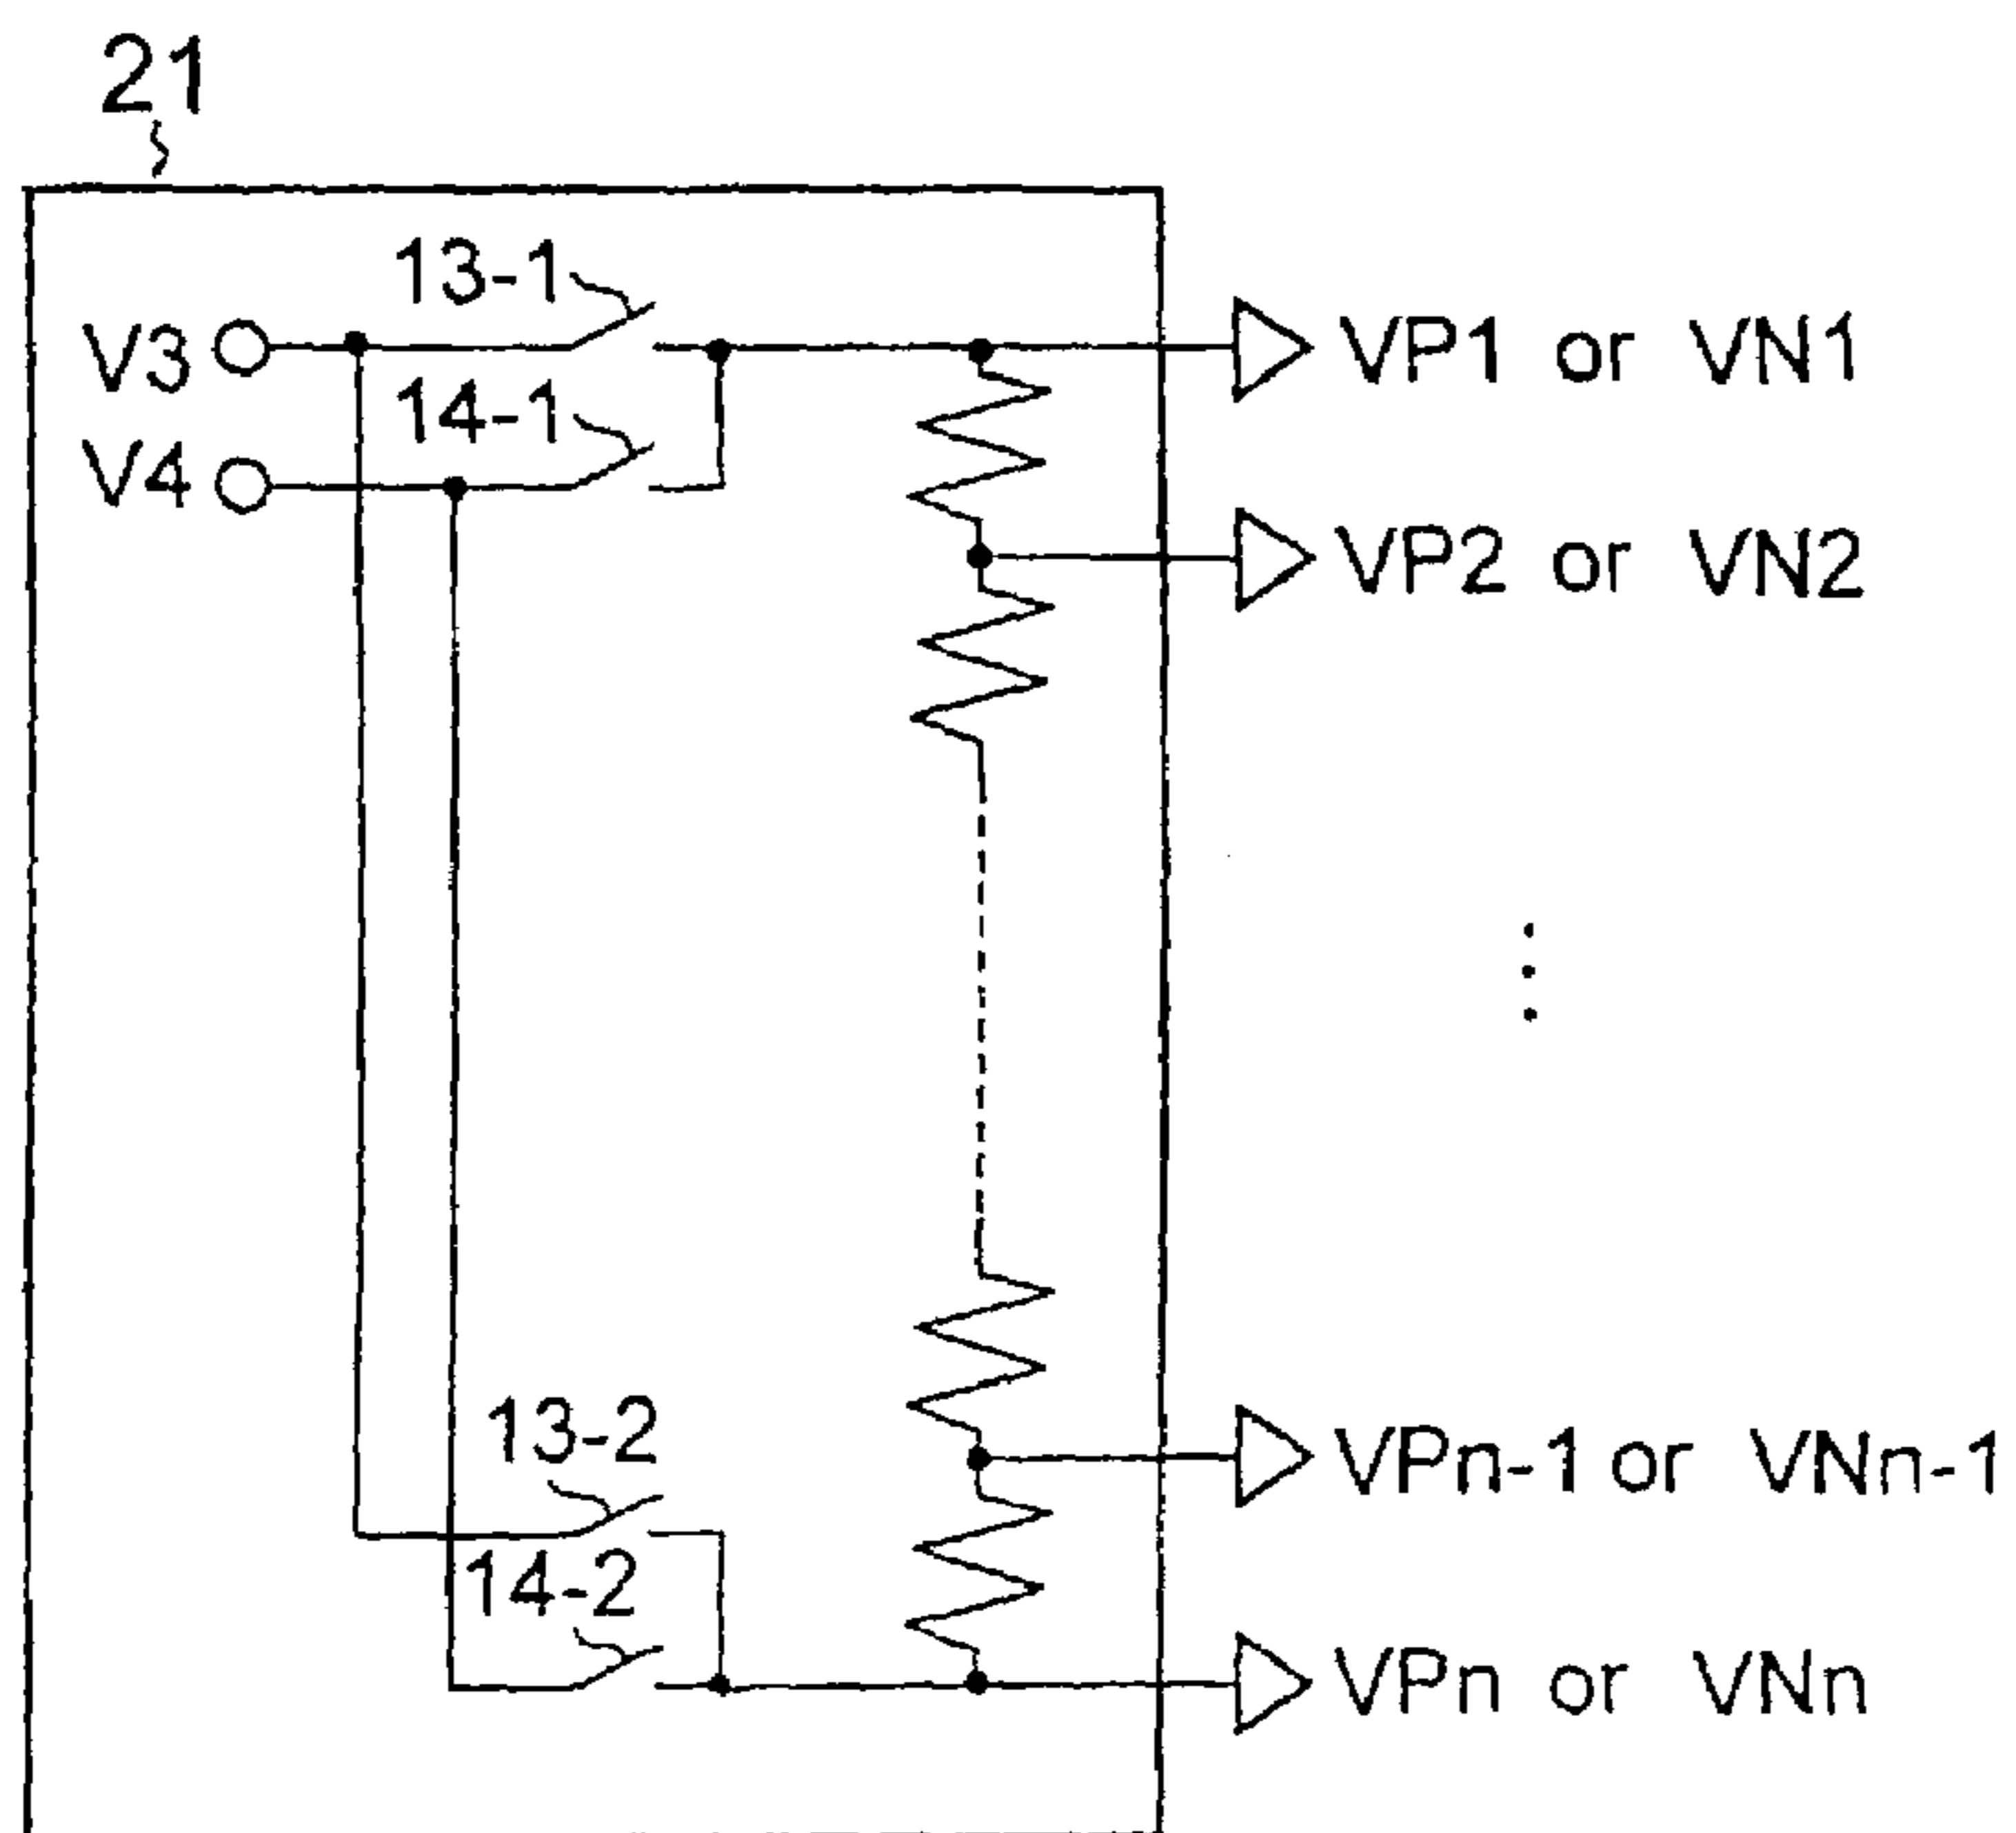 21
13-1
V3
VP1 or VN1
14-1
V4
VP2 or VN2
13-2
VPn-1 or VNn-1
14-2
VPn or VNn